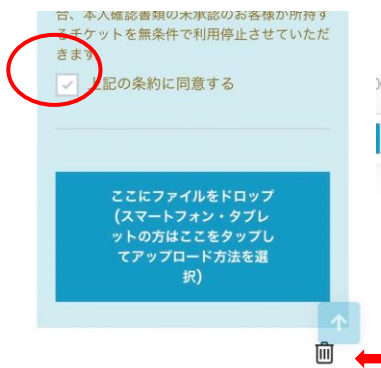 合、本人確認書類の未承認のお客様が所持す
るチケットを無条件で利用停止させていただ
きます
上記の条約に同意する
ここにファイルをドロップ
(スマートフォン・タブレ
ットの方はここをタップし
てアップロード方法を選
択)